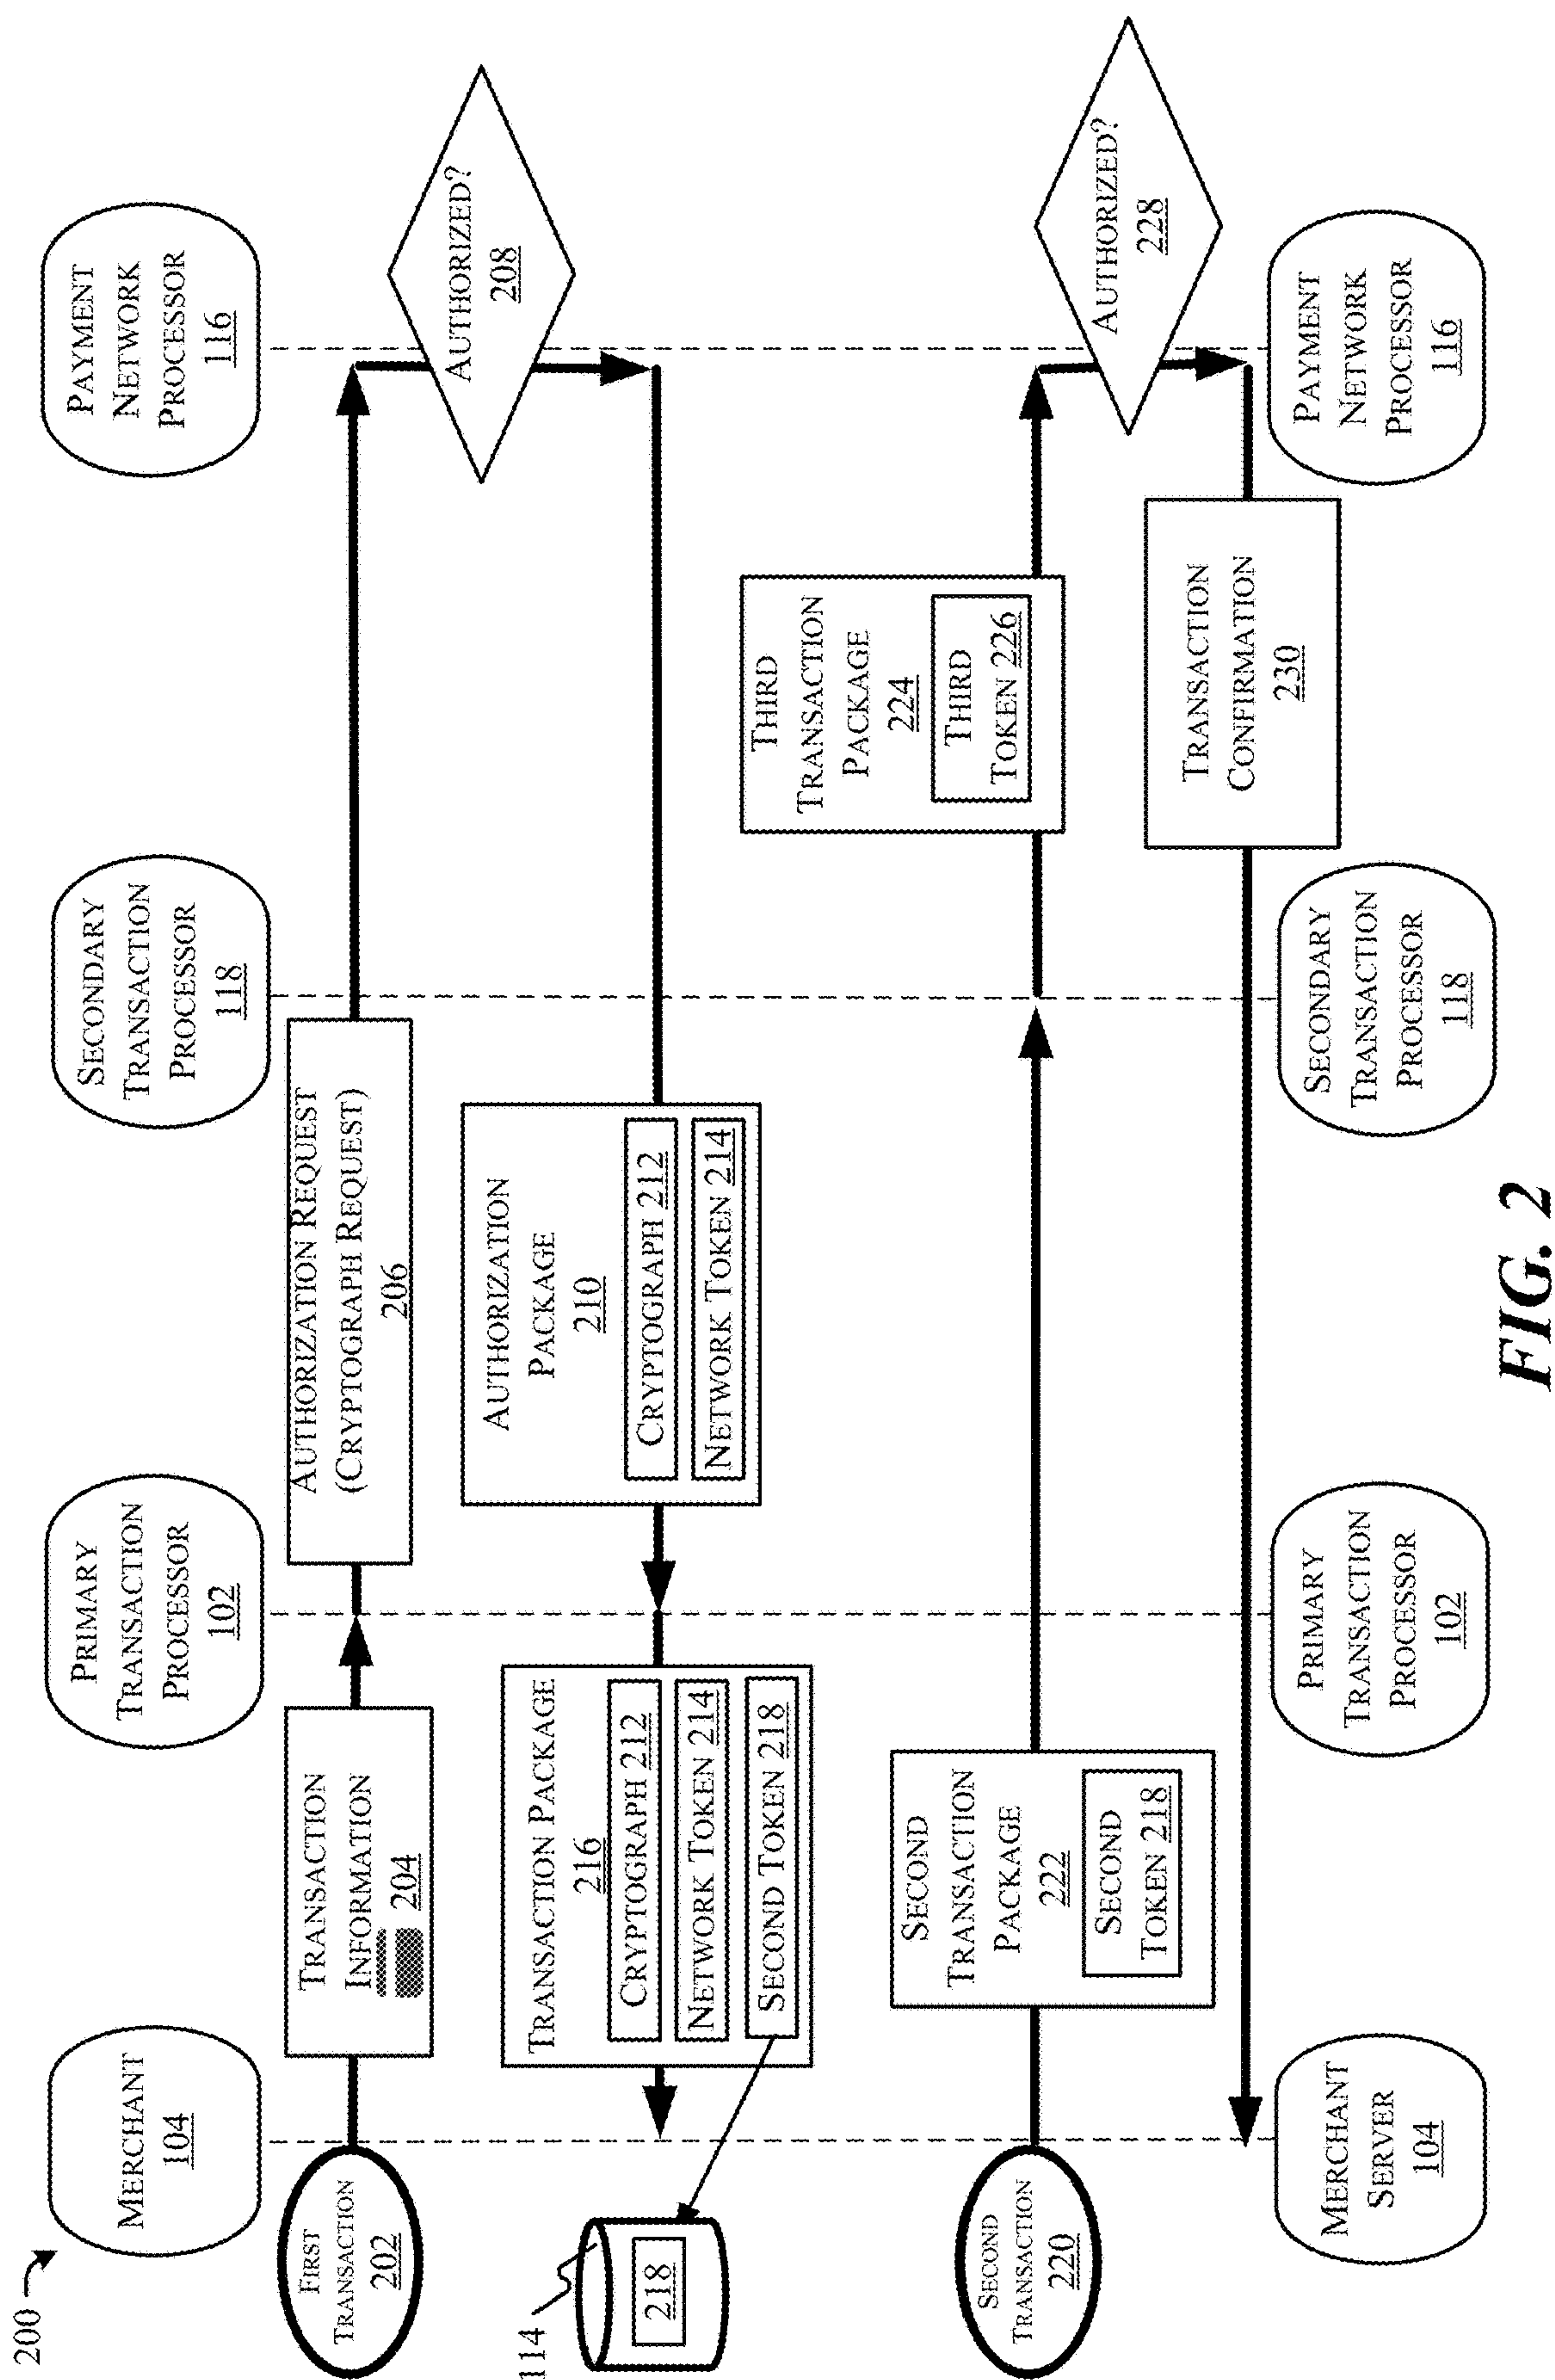 200
MERCHANT
104
PRIMARY
TRANSACTION
PROCESSOR
102
SECONDARY
TRANSACTION
PROCESSOR
118
PAYMENT
NETWORK
PROCESSOR
116
FIRST
TRANSACTION
202
TRANSACTION
INFORMATION
204
AUTHORIZATION REQUEST
(CRYPTOGRAPH REQUEST)
206
AUTHORIZED?
208
114
218
TRANSACTION PACKAGE
216
CRYPTOGRAPH 212
NETWORK TOKEN 214
SECOND TOKEN 218
AUTHORIZATION
PACKAGE
210
CRYPTOGRAPH 212
NETWORK TOKEN 214
SECOND
TRANSACTION
220
SECOND
TRANSACTION
PACKAGE
222
SECOND
TOKEN 218
THIRD
TRANSACTION
PACKAGE
224
THIRD
TOKEN 226
AUTHORIZED?
228
TRANSACTION
CONFIRMATION
230
MERCHANT
SERVER
104
PRIMARY
TRANSACTION
PROCESSOR
102
SECONDARY
TRANSACTION
PROCESSOR
118
PAYMENT
NETWORK
PROCESSOR
116
FIG. 2